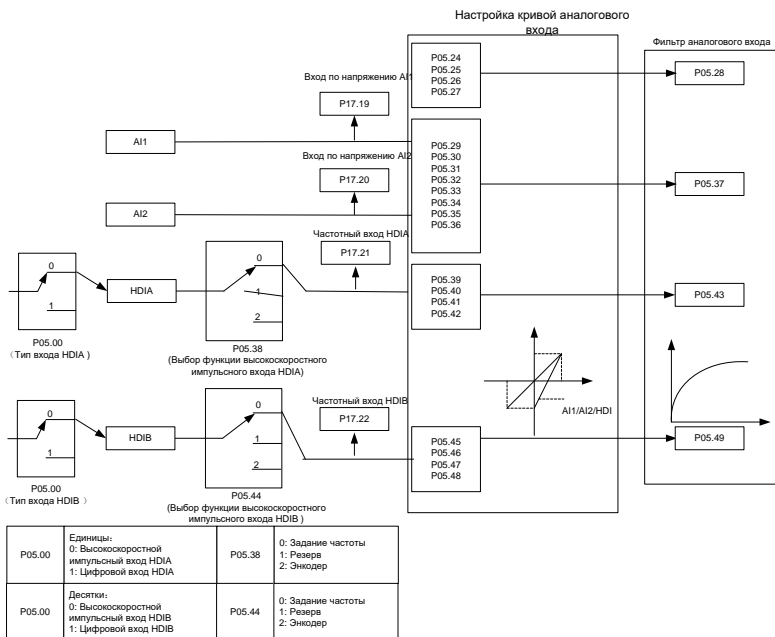 Настройка кривой аналогового
входа
Фильтр аналогового входа
P05.24
P05.25
P05.26
P05.27
P05.28
Вход по напряжению AI1
P17.19
AI1
P05.29
P05.30
P05.31
P05.32
P05.33
P05.34
P05.35
P05.36
P05.37
Вход по напряжению AI2
P17.20
AI2
Частотный вход HDIA
P17.21
0
1
HDIA
0
1
2
P05.39
P05.40
P05.41
P05.42
P05.43
P05.00
(Тип входа HDIA )
P05.38
(Выбор функции высокоскоростного
импульсного входа HDIA)
AI1/AI2/HDI
Частотный вход HDIB
P17.22
0
1
HDIB
0
1
2
P05.45
P05.46
P05.47
P05.48
P05.49
P05.00
(Тип входа HDIB )
P05.44
(Выбор функции высокоскоростного
импульсного входа HDIB )
P05.00
Единицы:
0: Высокоскоростной
импульсный вход HDIA
1: Цифровой вход HDIA
P05.38
0: Задание частоты
1: Резерв
2: Энкодер
P05.00
Десятки:
0: Высокоскоростной
импульсный вход HDIB
1: Цифровой вход HDIB
P05.44
0: Задание частоты
1: Резерв
2: Энкодер